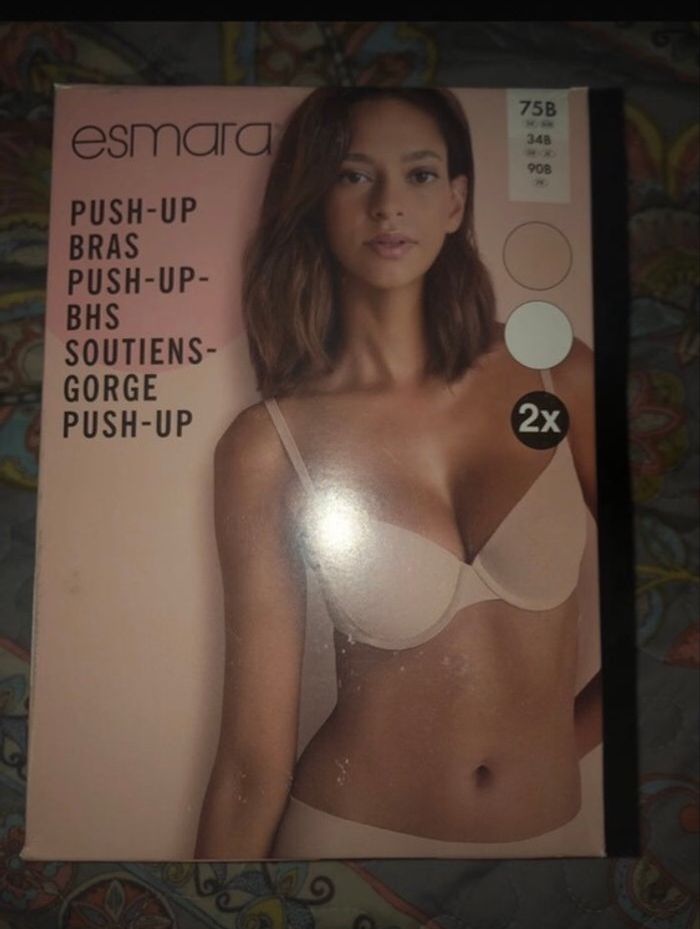 esmara
PUSH-UP
BRAS
PUSH-UP-
BHS
SOUTIENS-
GORGE
PUSH-UP
75B
34B
90B
2x